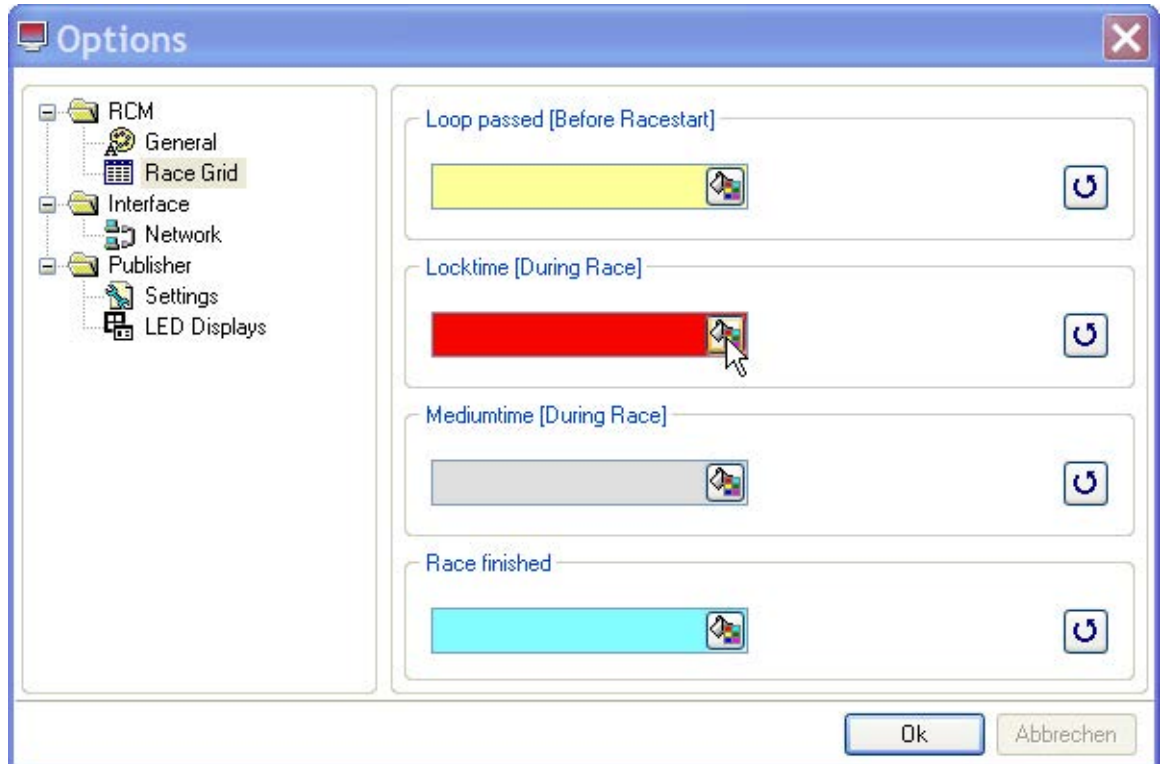 Options
RCM
General
Race Grid
Interface
Network
Publisher
Settings
LED Displays
Loop passed [Before Racestart]
Locktime [During Race]
Mediumtime [During Race]
Race finished
Ok
Abbrechen